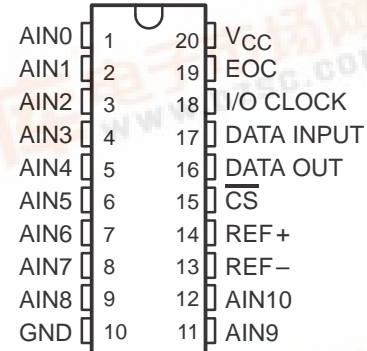 AIN0 1 20 VCC
AIN1 2 19 EOC
AIN2 3 18 I/O CLOCK
AIN3 4 17 DATA INPUT
AIN4 5 16 DATA OUT
AIN5 6 15 CS
AIN6 7 14 REF+
AIN7 8 13 REF–
AIN8 9 12 AIN10
GND 10 11 AIN9